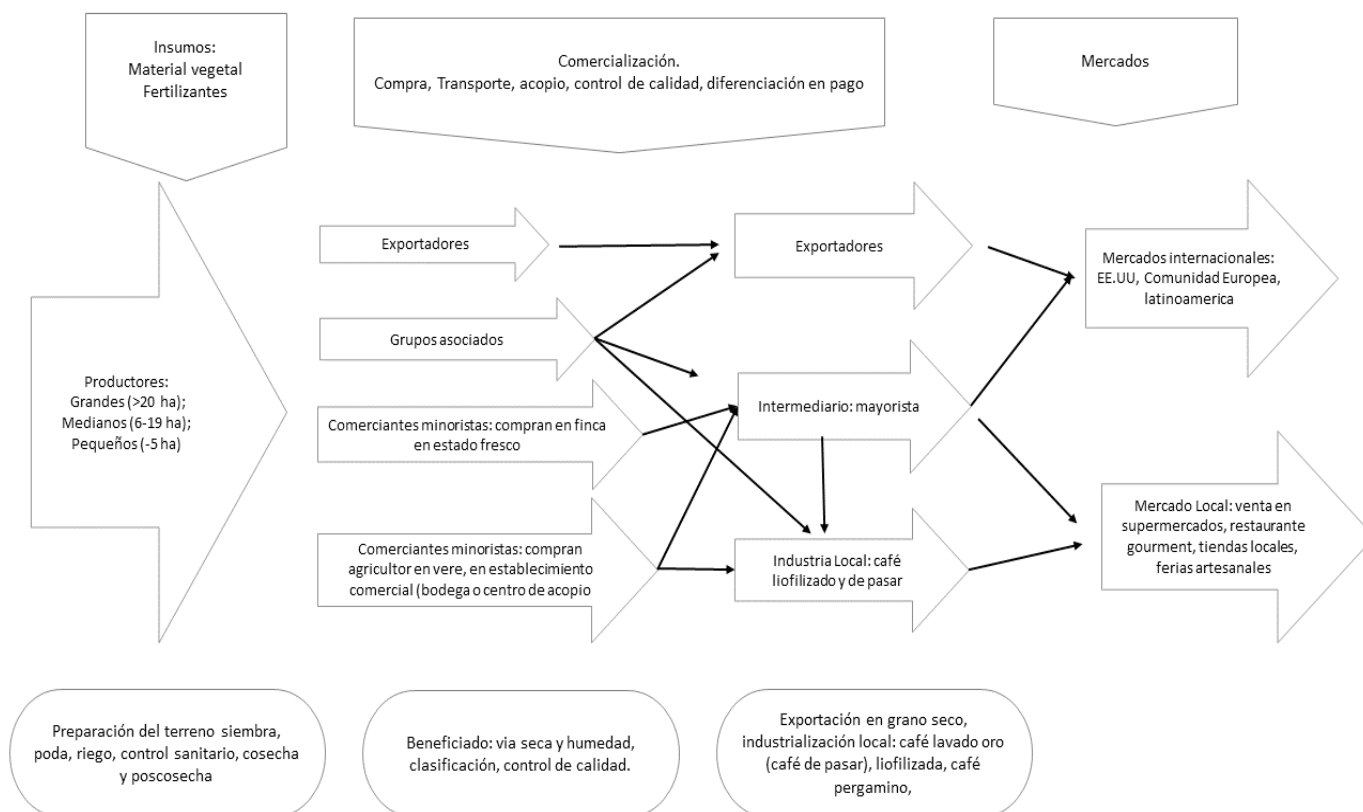 Insumos:
Material vegetal
Fertilizantes
Comercialización.
Compra, Transporte, acopio, control de calidad, diferenciación en pago
Mercados
Productores:
Grandes (>20 ha);
Medianos (6-19 ha);
Pequeños (-5 ha)
Exportadores
Grupos asociados
Comerciantes minoristas: compran en finca
en estado fresco
Comerciantes minoristas: compran
agricultor en vere, en establecimiento
comercial (bodega o centro de acopio
Exportadores
Intermediario: mayorista
Industria Local: café
liofilizado y de pasar
Mercados internacionales:
EE.UU, Comunidad Europea,
latinoamerica
Mercado Local: venta en
supermercados, restaurante
gourment, tiendas locales,
ferias artesanales
Preparación del terreno siembra,
poda, riego, control sanitario, cosecha
y poscosecha
Beneficiado: via seca y humedad,
clasificación, control de calidad.
Exportación en grano seco,
industrialización local: café lavado oro
(café de pasar), liofilizada, café
pergamino,